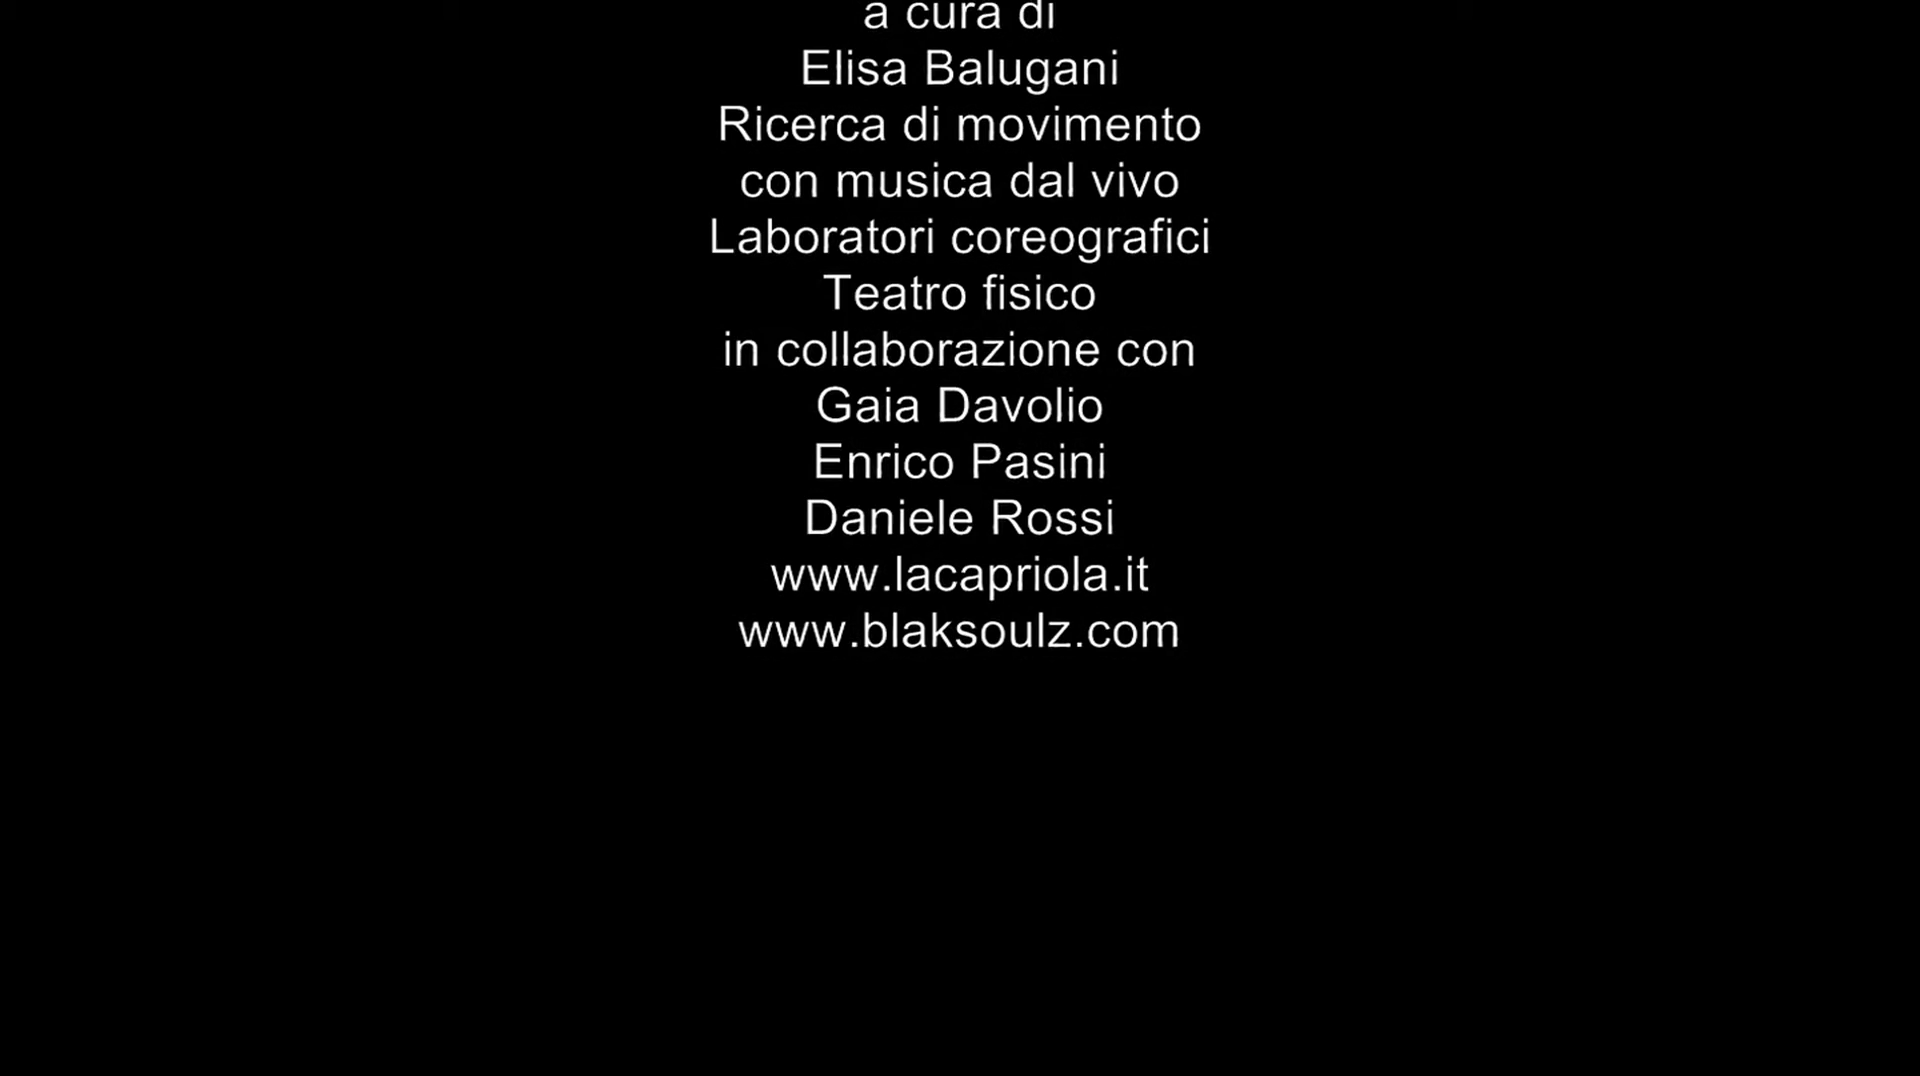 a cura di
Elisa Balugani
Ricerca di movimento
con musica dal vivo
Laboratori coreografici
Teatro fisico
in collaborazione con
Gaia Davolio
Enrico Pasini
Daniele Rossi
www.lacapriola.it
www.blaksoulz.com